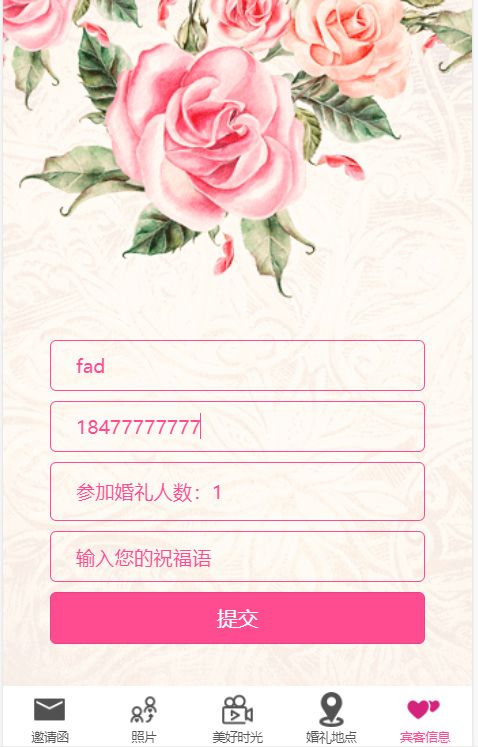 fad
18477777777
参加婚礼人数：1
输入您的祝福语
提交
邀请函
照片
美好时光
婚礼地点
宾客信息